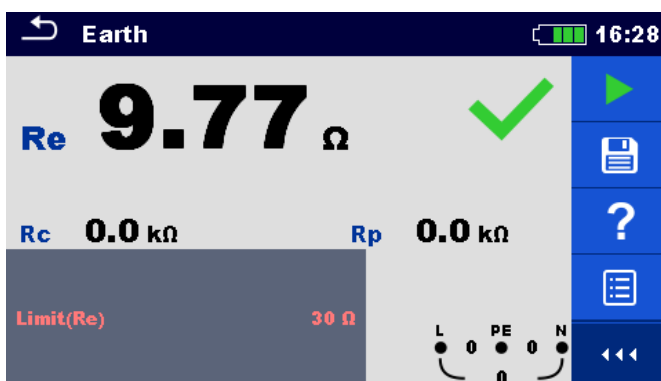 Earth 16:28
Re 9.77 Ω
Rc 0.0 kΩ Rp 0.0 kΩ
?
Limit(Re) 30 Ω
L PE N
0 0
0